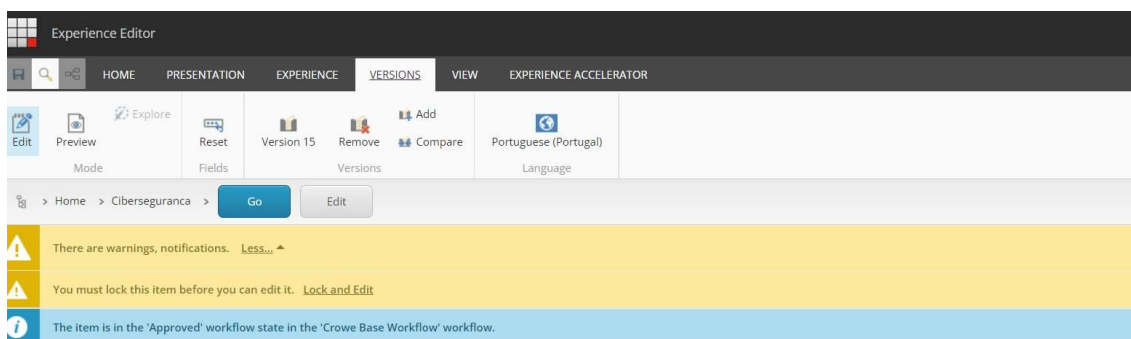 Experience Editor
HOME PRESENTATION EXPERIENCE VERSIONS VIEW EXPERIENCE ACCELERATOR
Edit Preview Explore Reset Version 15 Remove Add Compare Portuguese (Portugal)
Mode Fields Versions Language
> Home > Ciberseguranca > Go Edit
There are warnings, notifications. Less...
You must lock this item before you can edit it. Lock and Edit
The item is in the 'Approved' workflow state in the 'Crowe Base Workflow' workflow.